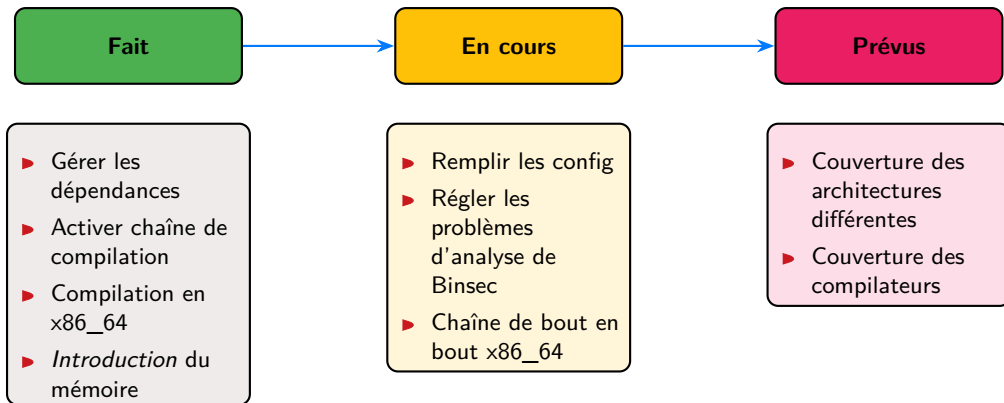 Fait
En cours
Prévus
Gérer les
dépendances
Activer chaîne de
compilation
Compilation en
x86_64
Introduction du
mémoire
Remplir les config
Régler les
problèmes
d'analyse de
Binsec
Chaîne de bout en
bout x86_64
Couverture des
architectures
différentes
Couverture des
compilateurs